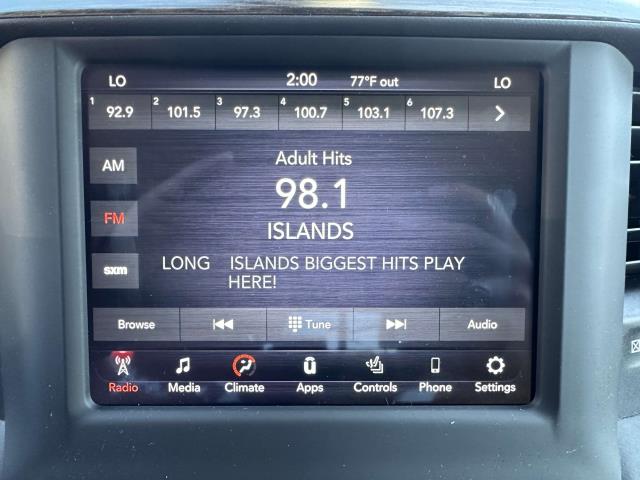 LO 2:00 77°F out LO
1 92.9 2 101.5 3 97.3 4 100.7 5 103.1 6 107.3
AM
FM
sxm
Adult Hits
98.1
ISLANDS
LONG ISLANDS BIGGEST HITS PLAY
HERE!
Browse Tune Audio
Radio Media Climate Apps Controls Phone Settings